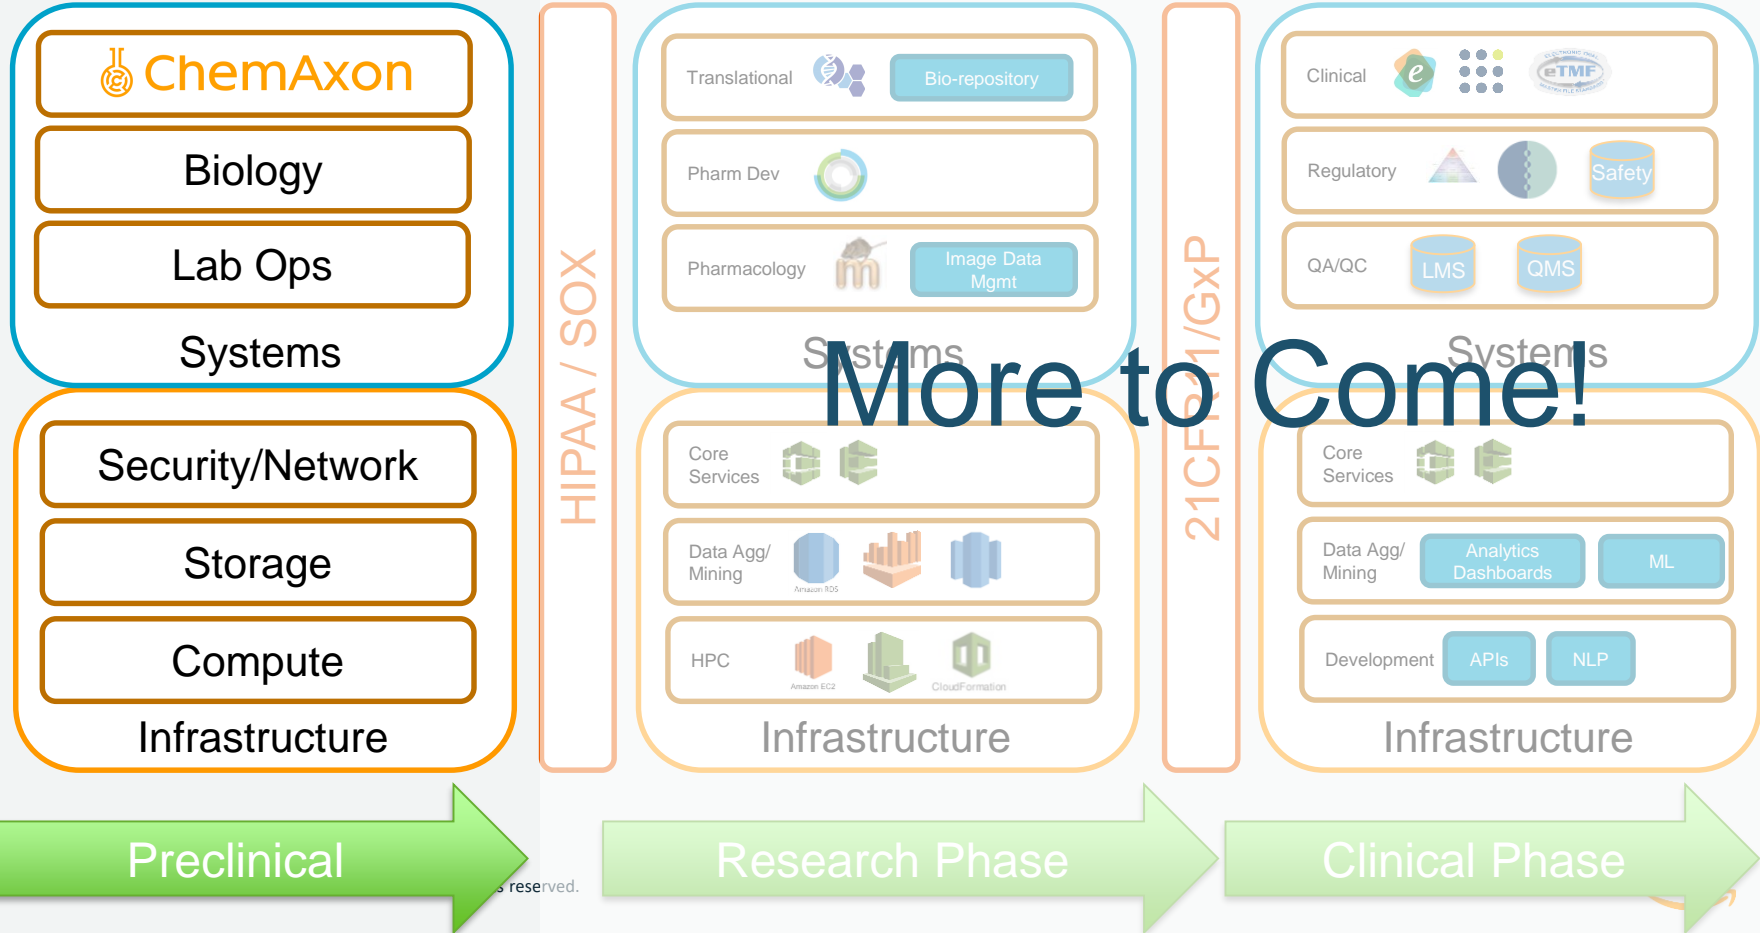 ChemAxon
Biology
Lab Ops
Systems
Security/Network
Storage
Compute
Infrastructure
Preclinical
HIPAA / SOX
Translational
Bio-repository
Pharm Dev
Pharmacology
m
Image Data
Mgmt
Systems
Core
Services
Data Agg/
Mining
Amazon RDS
HPC
Amazon EC2
CloudFormation
Infrastructure
Research Phase
21CFR11/GxP
Clinical
e
eTMF
Regulatory
Safety
QA/QC
LMS
QMS
Systems
Core
Services
Data Agg/
Mining
Analytics
Dashboards
ML
Development
APIs
NLP
Infrastructure
Clinical Phase
More to Come!
s reserved.